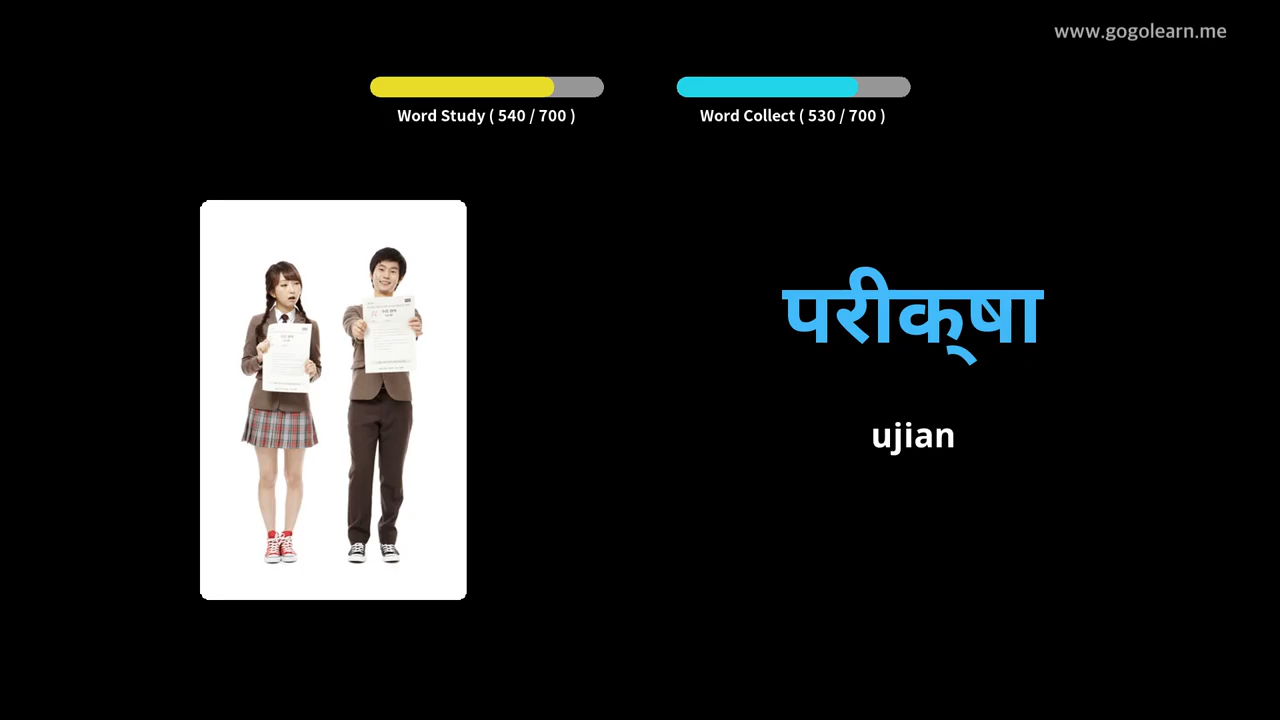 www.gogolearn.me
Word Study ( 540 / 700 )
Word Collect ( 530 / 700 )
परीक्‌षा
ujian